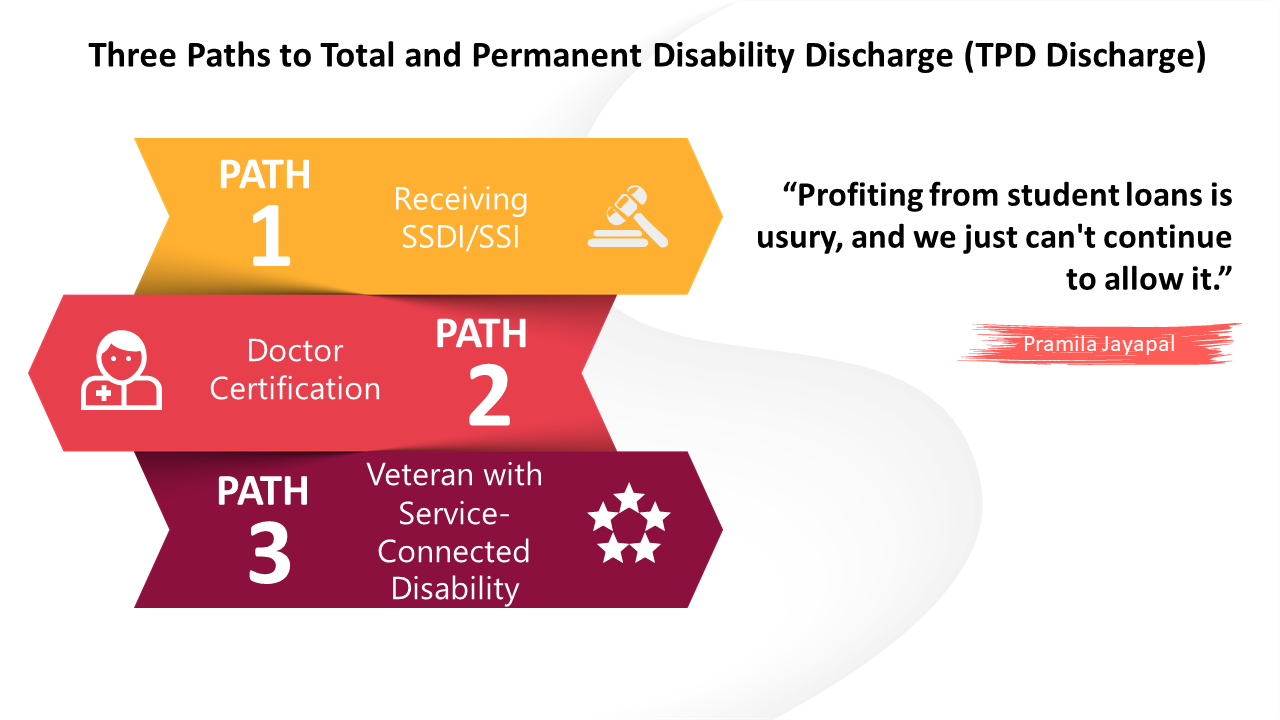 Three Paths to Total and Permanent Disability Discharge (TPD Discharge)
PATH
1
Receiving
SSDI/SSI
Doctor
Certification
PATH
2
PATH
3
Veteran with
Service-
Connected
Disability
“Profiting from student loans is
usury, and we just can't continue
to allow it.”
Pramila Jayapal